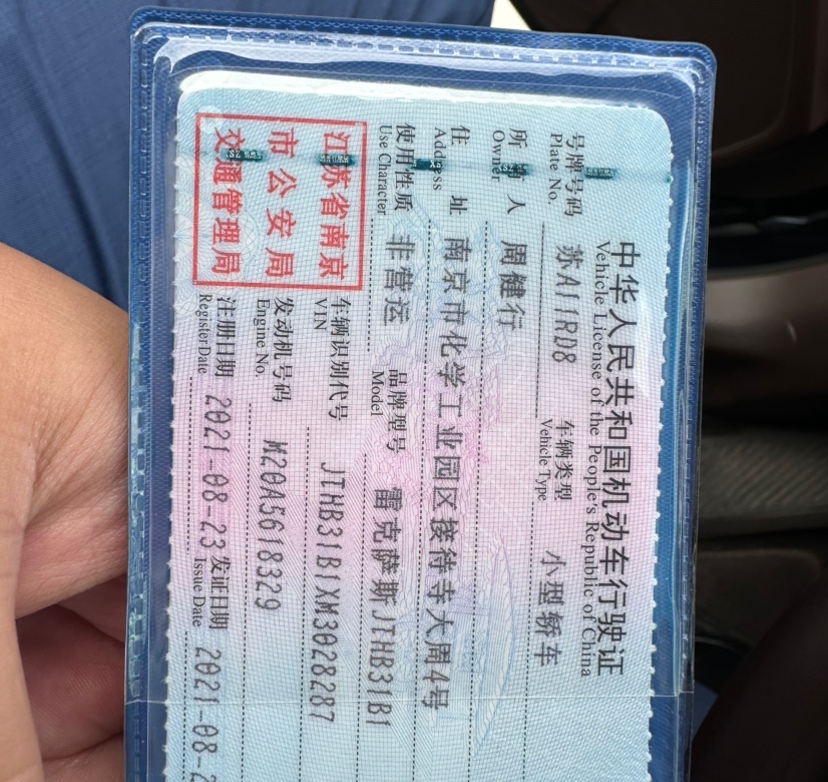 中华人民共和国机动车行驶证
Vehicle License of the People's Republic of China
号牌号码 苏A11RD8 车辆类型 小型轿车
Plate No. Vehicle Type
所有人 周健行
Owner
住址 南京市化学工业园区接待寺大周4号
Address
使用性质 非营运 品牌型号 雷克萨斯JTHB31B1
Use Character Model
江苏省南京
市公安局
交通管理局
车辆识别代号 JTHB31B1XM3028287
VIN
发动机号码 M20A5618329
Engine No.
注册日期 2021-08-23 发证日期 2021-08-2
Register Date Issue Date